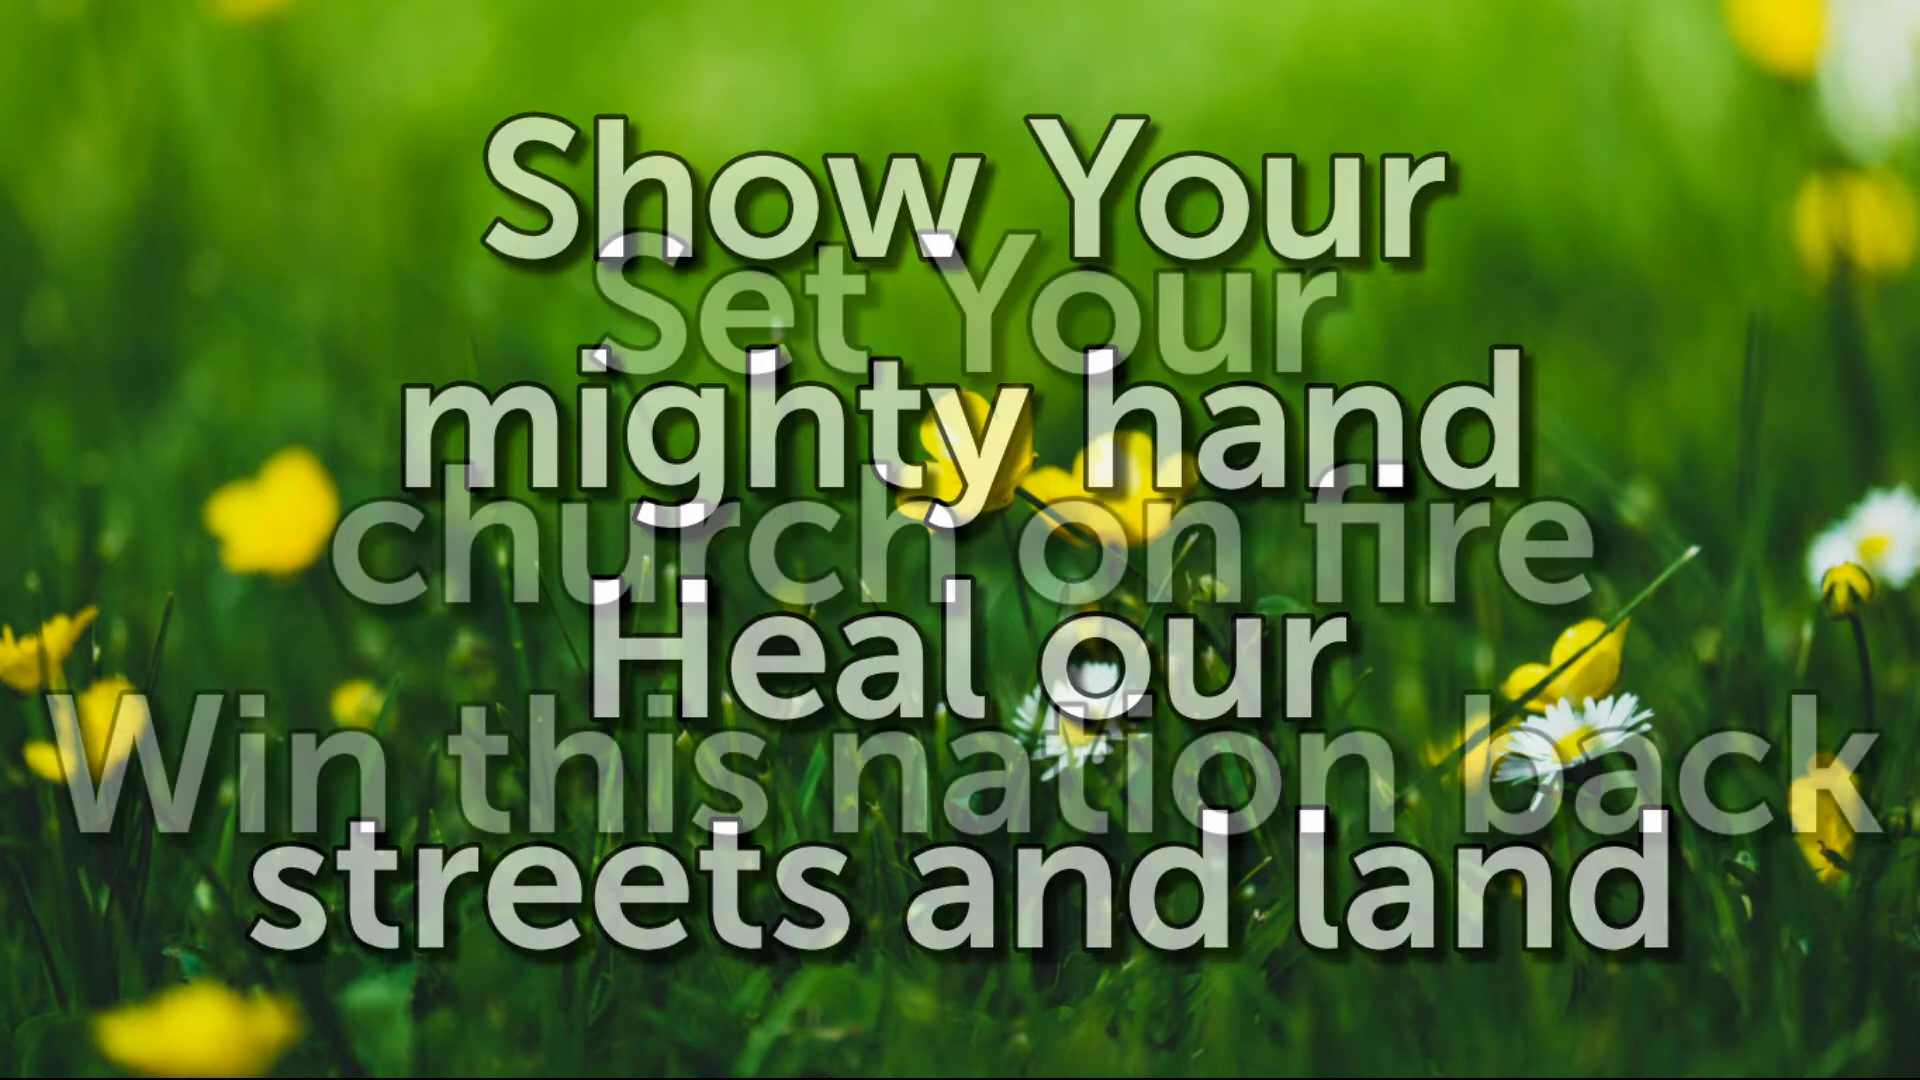 Show Your
Set Your
mighty hand
church on fire
Heal our
Win this nation back
streets and land